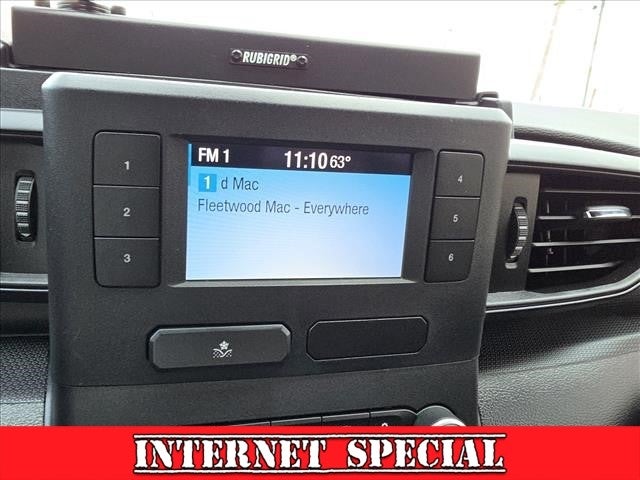 RUBIGRID®
FM 1 11:10 63°
1 d Mac
Fleetwood Mac - Everywhere
1 4
2 5
3 6
INTERNET SPECIAL